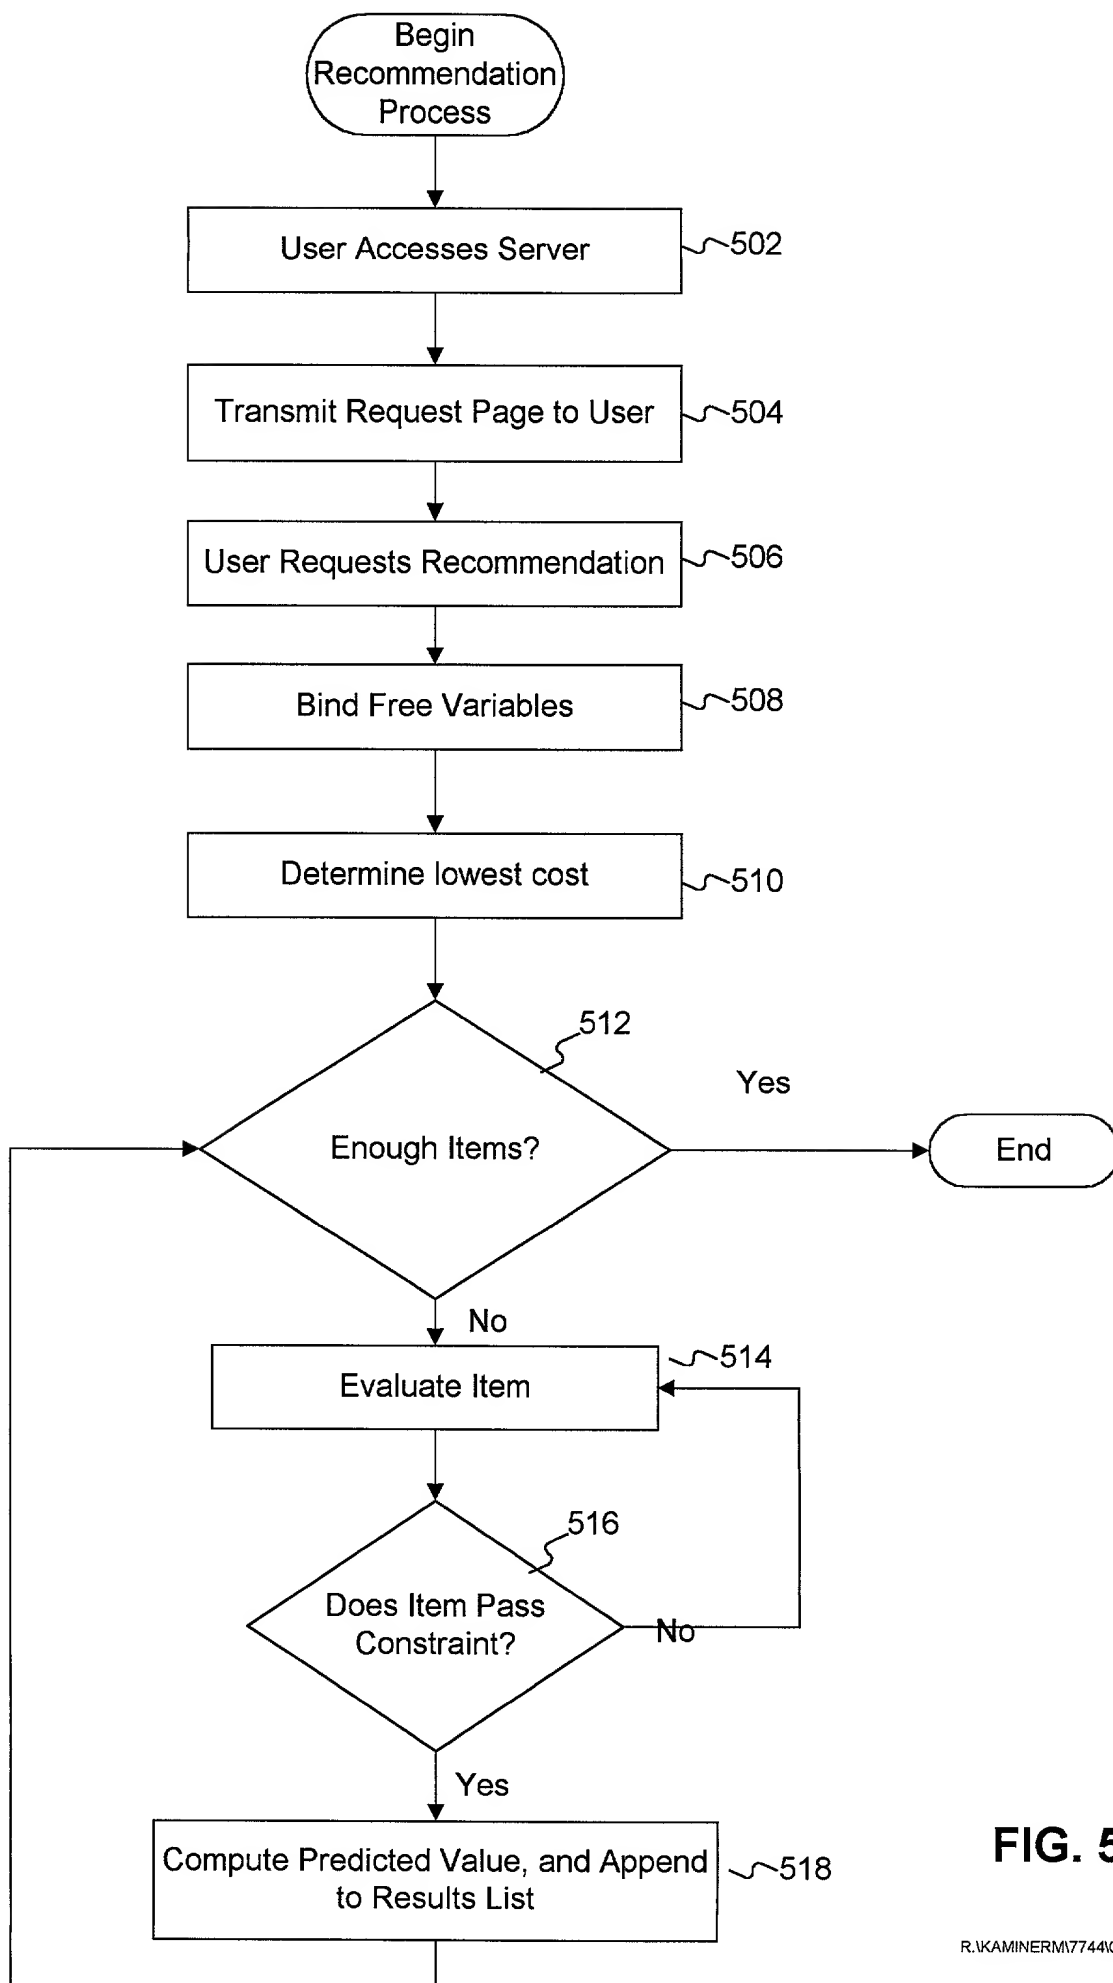 Begin
Recommendation
Process
User Accesses Server
502
Transmit Request Page to User
504
User Requests Recommendation
506
Bind Free Variables
508
Determine lowest cost
510
512
Yes
Enough Items?
End
No
514
Evaluate Item
516
Does Item Pass
Constraint?
No
Yes
Compute Predicted Value, and Append
to Results List
518
FIG. 5